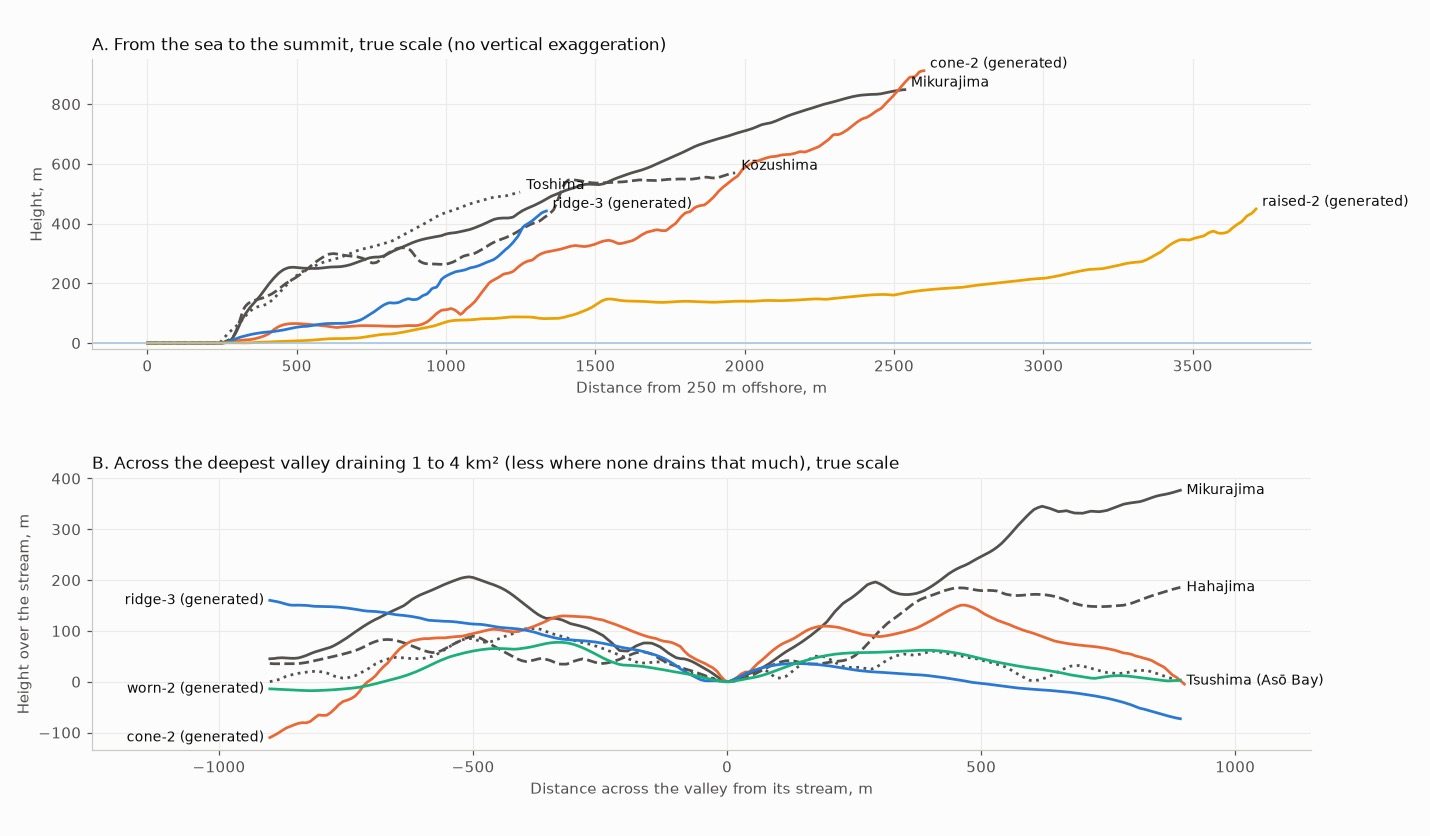 A. From the sea to the summit, true scale (no vertical exaggeration)
cone-2 (generated)
Mikurajima
Kōzushima
Toshima
ridge-3 (generated)
raised-2 (generated)
800
600
400
200
0
Height, m
0 500 1000 1500 2000 2500 3000 3500
Distance from 250 m offshore, m
B. Across the deepest valley draining 1 to 4 km² (less where none drains that much), true scale
400
300
200
100
0
−100
Height over the stream, m
Mikurajima
Hahajima
ridge-3 (generated)
worn-2 (generated)
Tsushima (Asō Bay)
cone-2 (generated)
−1000 −500 0 500 1000
Distance across the valley from its stream, m